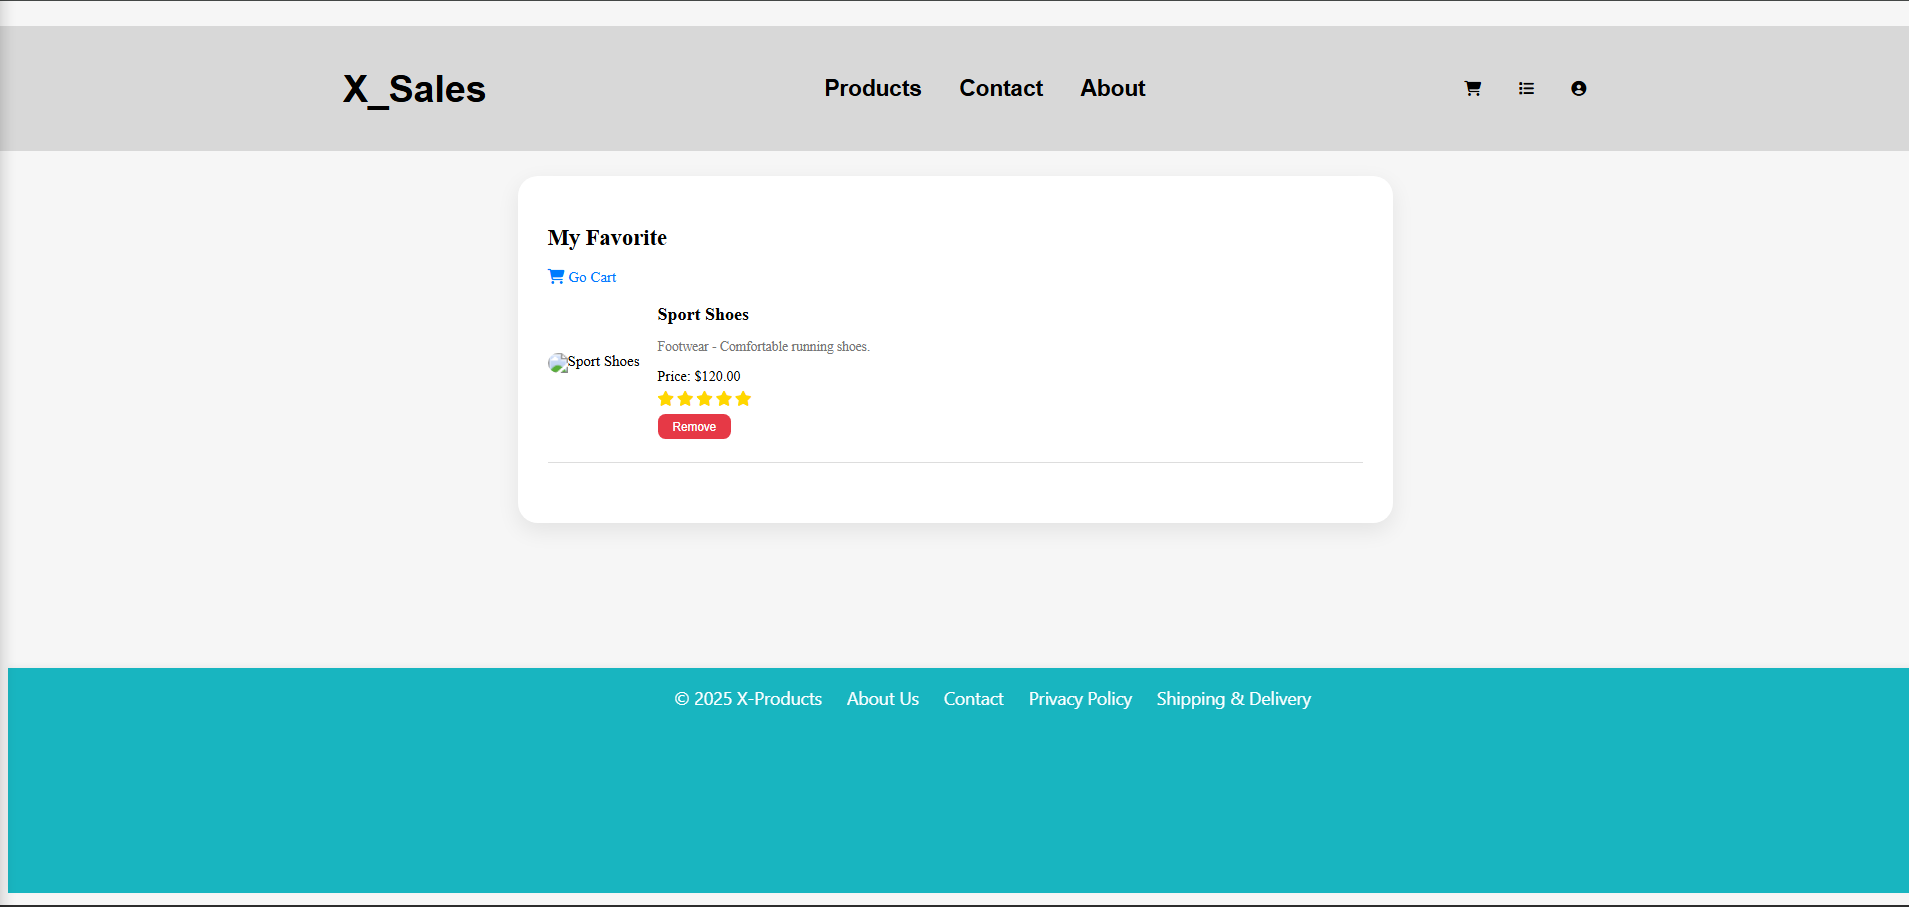 X_Sales
Products Contact About
My Favorite
Go Cart
Sport Shoes
Footwear - Comfortable running shoes.
Sport Shoes
Price: $120.00
Remove
© 2025 X-Products About Us Contact Privacy Policy Shipping & Delivery